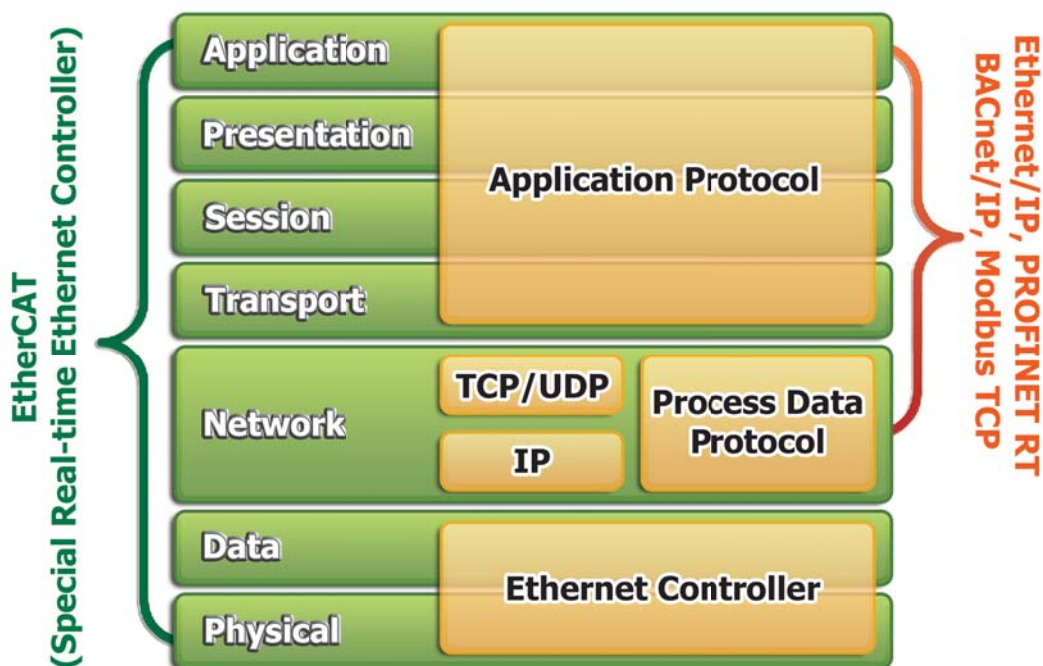 EtherCAT
(Special Real-time Ethernet Controller)
Application
Presentation
Session
Transport
Network
Data
Physical
Application Protocol
TCP/UDP
IP
Process Data
Protocol
Ethernet Controller
Ethernet/IP, PROFINET RT
BACnet/IP, Modbus TCP